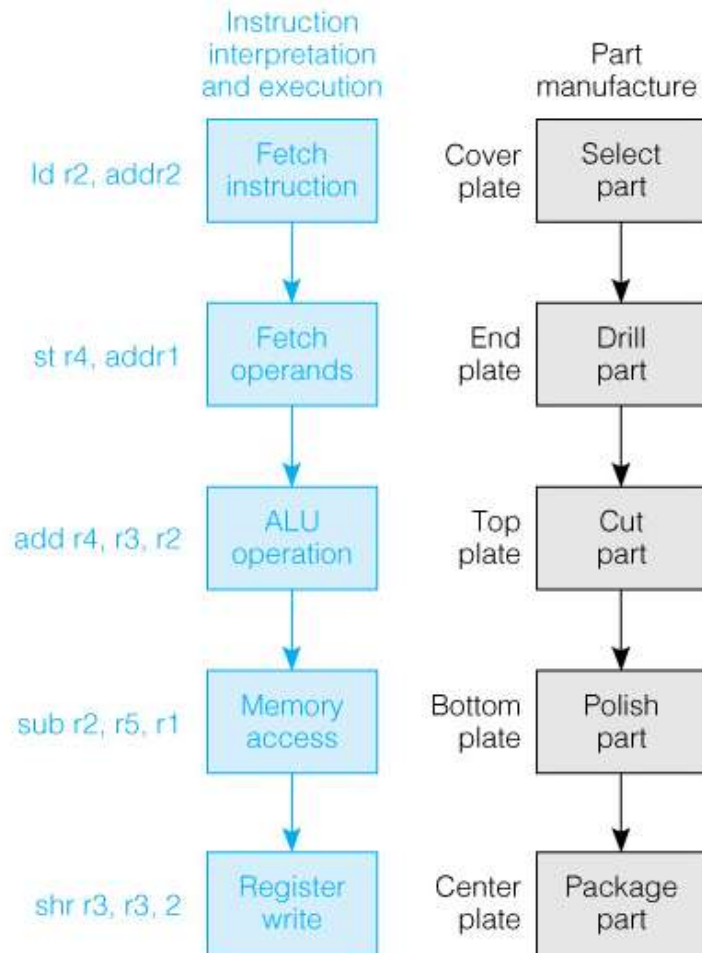 Instruction
interpretation
and execution
Part
manufacture
ld r2, addr2
Fetch
instruction
Cover
plate
Select
part
st r4, addr1
Fetch
operands
End
plate
Drill
part
add r4, r3, r2
ALU
operation
Top
plate
Cut
part
sub r2, r5, r1
Memory
access
Bottom
plate
Polish
part
shr r3, r3, 2
Register
write
Center
plate
Package
part